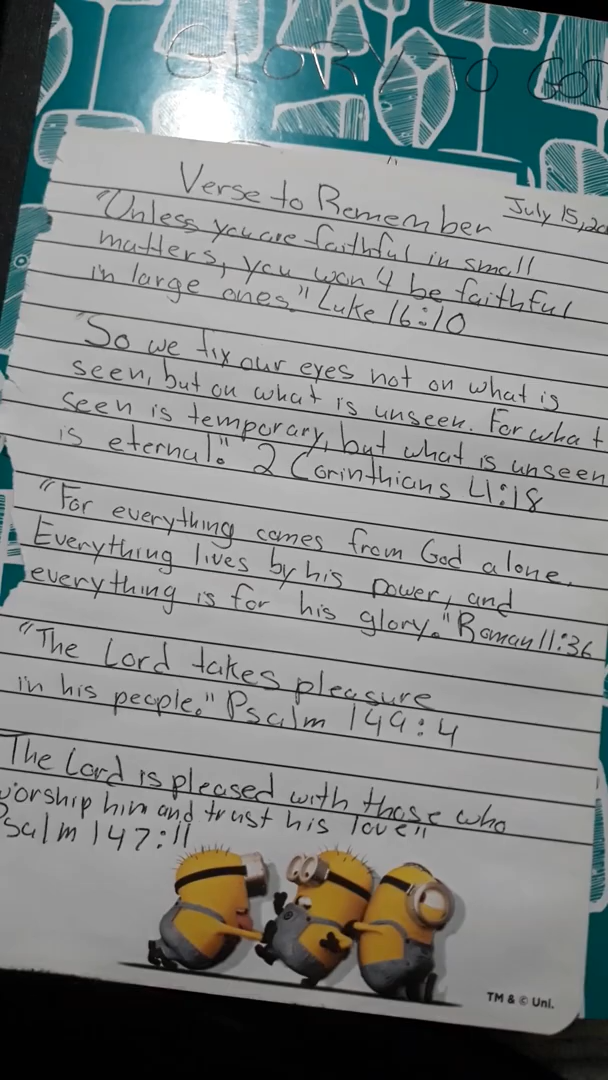 GLORY TO GO
Verse to Remember
July 15, 20
"Unless you are faithful in small
matters, you won't be faithful
in large ones." Luke 16:10
"So we fix our eyes not on what is
seen, but on what is unseen. For what
seen is temporary, but what is unseen
is eternal." 2 Corinthians 4:18
"For everything comes from God alone.
Everything lives by his power, and
everything is for his glory." Roman 11:36
"The Lord takes pleasure
in his people." Psalm 149:4
The Lord is pleased with those who
worship him and trust his love"
Psalm 147:11
TM & © Uni.